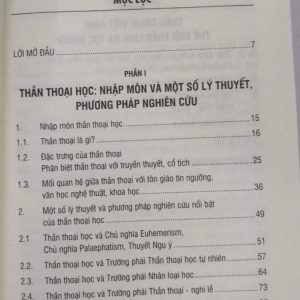 MỤC LỤC
LỜI MỞ ĐẦU 7
PHẦN I
THẦN THOẠI HỌC: NHẬP MÔN VÀ MỘT SỐ LÝ THUYẾT,
PHƯƠNG PHÁP NGHIÊN CỨU
1. Nhập môn thần thoại học 15
1.1. Thần thoại là gì? 16
1.2. Đặc trưng của thần thoại
Phân biệt thần thoại với truyền thuyết, cổ tích 25
1.3. Mối quan hệ giữa thần thoại với tôn giáo tín ngưỡng,
văn học nghệ thuật, khoa học 36
2. Một số lý thuyết và phương pháp nghiên cứu nổi bật
của thần thoại học 49
2.1 Thần thoại học và Chủ nghĩa Euhemerism,
Chủ nghĩa Palaephatism, Thuyết Ngụ ý 51
2.2. Thần thoại học và Trường phái Thần thoại học tự nhiên 57
2.3. Thần thoại học và Trường phái Nhân loại học 64
2.4. Thần thoại học và Trường phái Thần thoại - nghi lễ 73